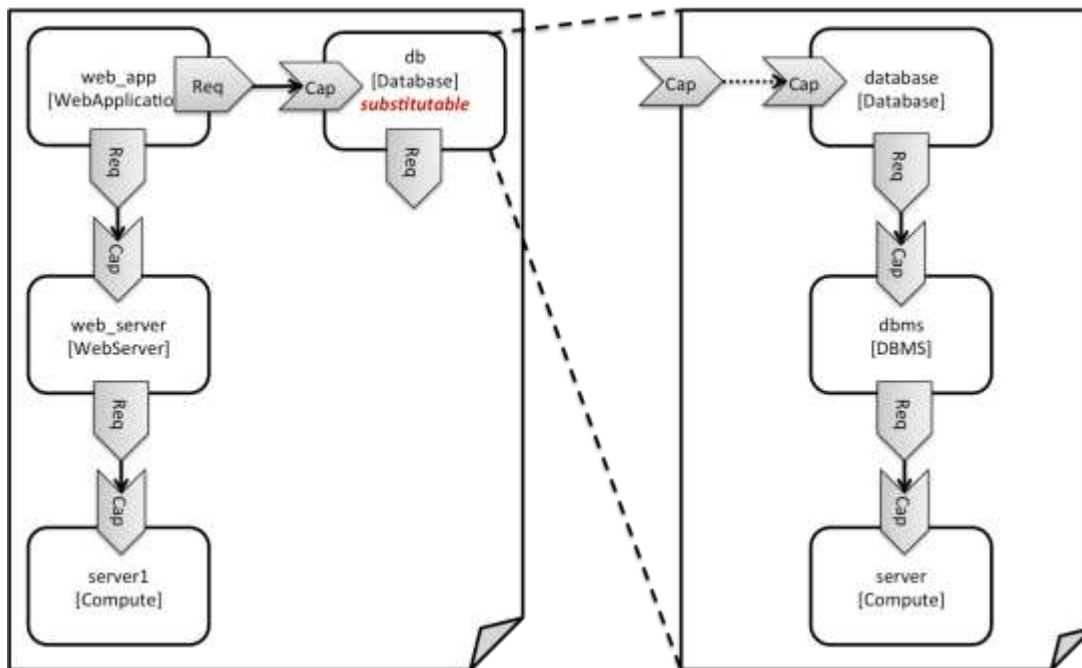 web_app
[WebApplicatio
Req
Cap
db
[Database]
substitutable
Req
Req
Cap
web_server
[WebServer]
Req
Cap
server1
[Compute]
Cap
Cap
database
[Database]
Req
Cap
dbms
[DBMS]
Req
Cap
server
[Compute]